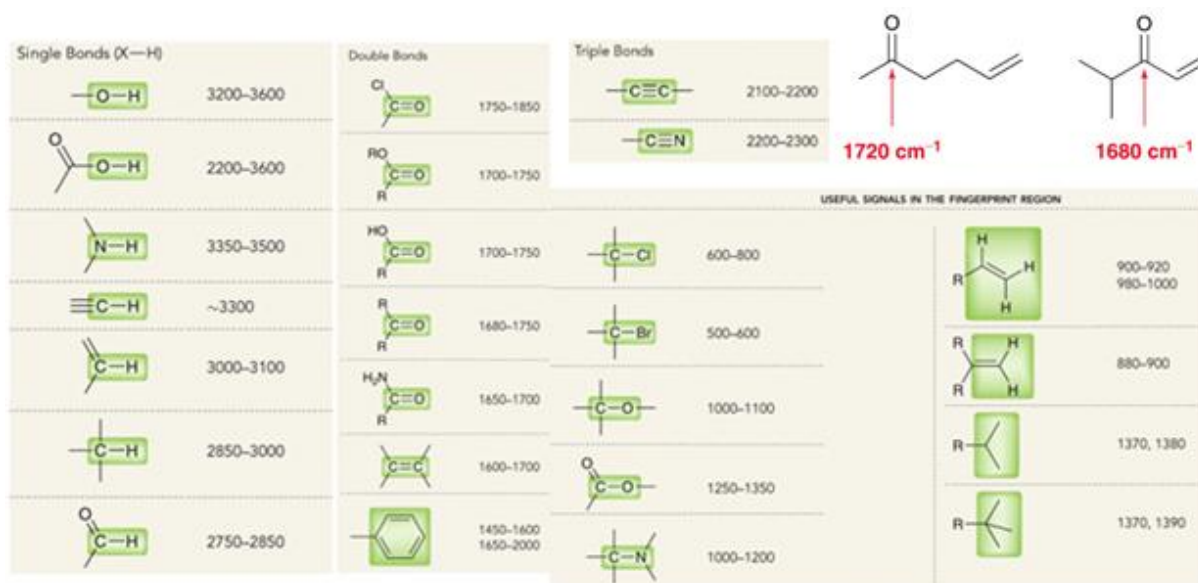 Single Bonds (X—H)
O—H 3200–3600
O
O—H 2200–3600
N—H 3350–3500
C—H ~3300
C—H 3000–3100
C—H 2850–3000
O
C—H 2750–2850
Double Bonds
Cl
C=O 1750–1850
RO
C=O 1700–1750
R
HO
C=O 1700–1750
R
R
C=O 1680–1750
R
H₂N
C=O 1650–1700
R
C=C 1600–1700
1450–1600
1650–2000
Triple Bonds
C≡C 2100–2200
C≡N 2200–2300
O
1720 cm⁻¹
O
1680 cm⁻¹
USEFUL SIGNALS IN THE FINGERPRINT REGION
C—Cl 600–800
C—Br 500–600
C—O 1000–1100
O
C—O 1250–1350
C—N 1000–1200
H
R H
H
900–920
980–1000
R H
R H
880–900
R 1370, 1380
R 1370, 1390